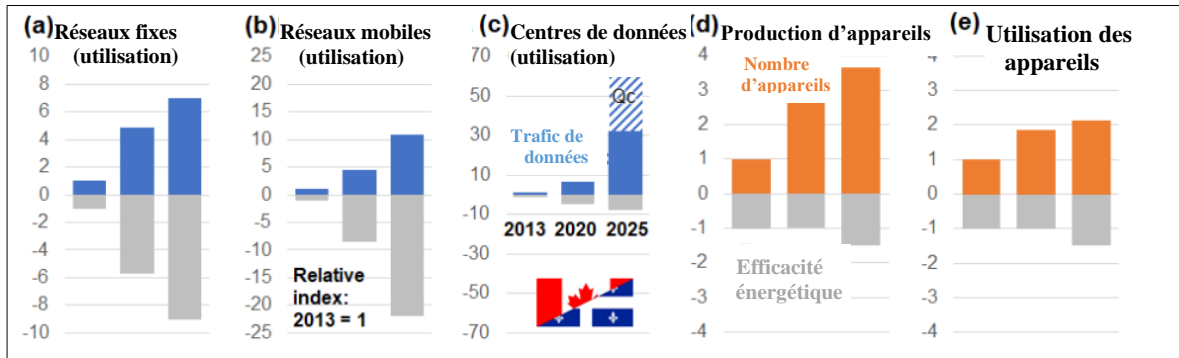 (a) Réseaux fixes
(utilisation)
10
8
6
4
2
0
-2
-4
-6
-8
-10
(b) Réseaux mobiles
(utilisation)
25
20
15
10
5
0
-5
-10
-15
-20
-25
Relative
index:
2013 = 1
(c) Centres de données
(utilisation)
70
50
30
10
-10
-30
-50
-70
Qc
Trafic de
données
2013 2020 2025
(d) Production d’appareils
4
3
2
1
0
-1
-2
-3
-4
Nombre
d’appareils
Efficacité
énergétique
(e) Utilisation des
appareils
4
3
2
1
0
-1
-2
-3
-4